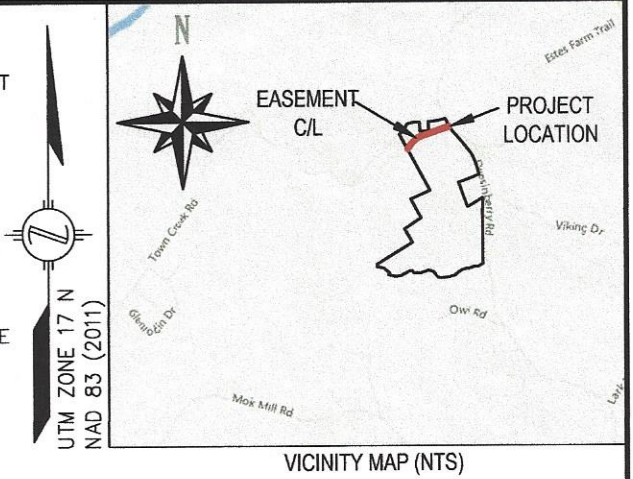 T
E
UTM ZONE 17 N
NAD 83 (2011)
N
Estes Farm Trail
EASEMENT
C/L
PROJECT
LOCATION
Town Creek Rd
Viking Dr
Owl Rd
Mok Mill Rd
VICINITY MAP (NTS)